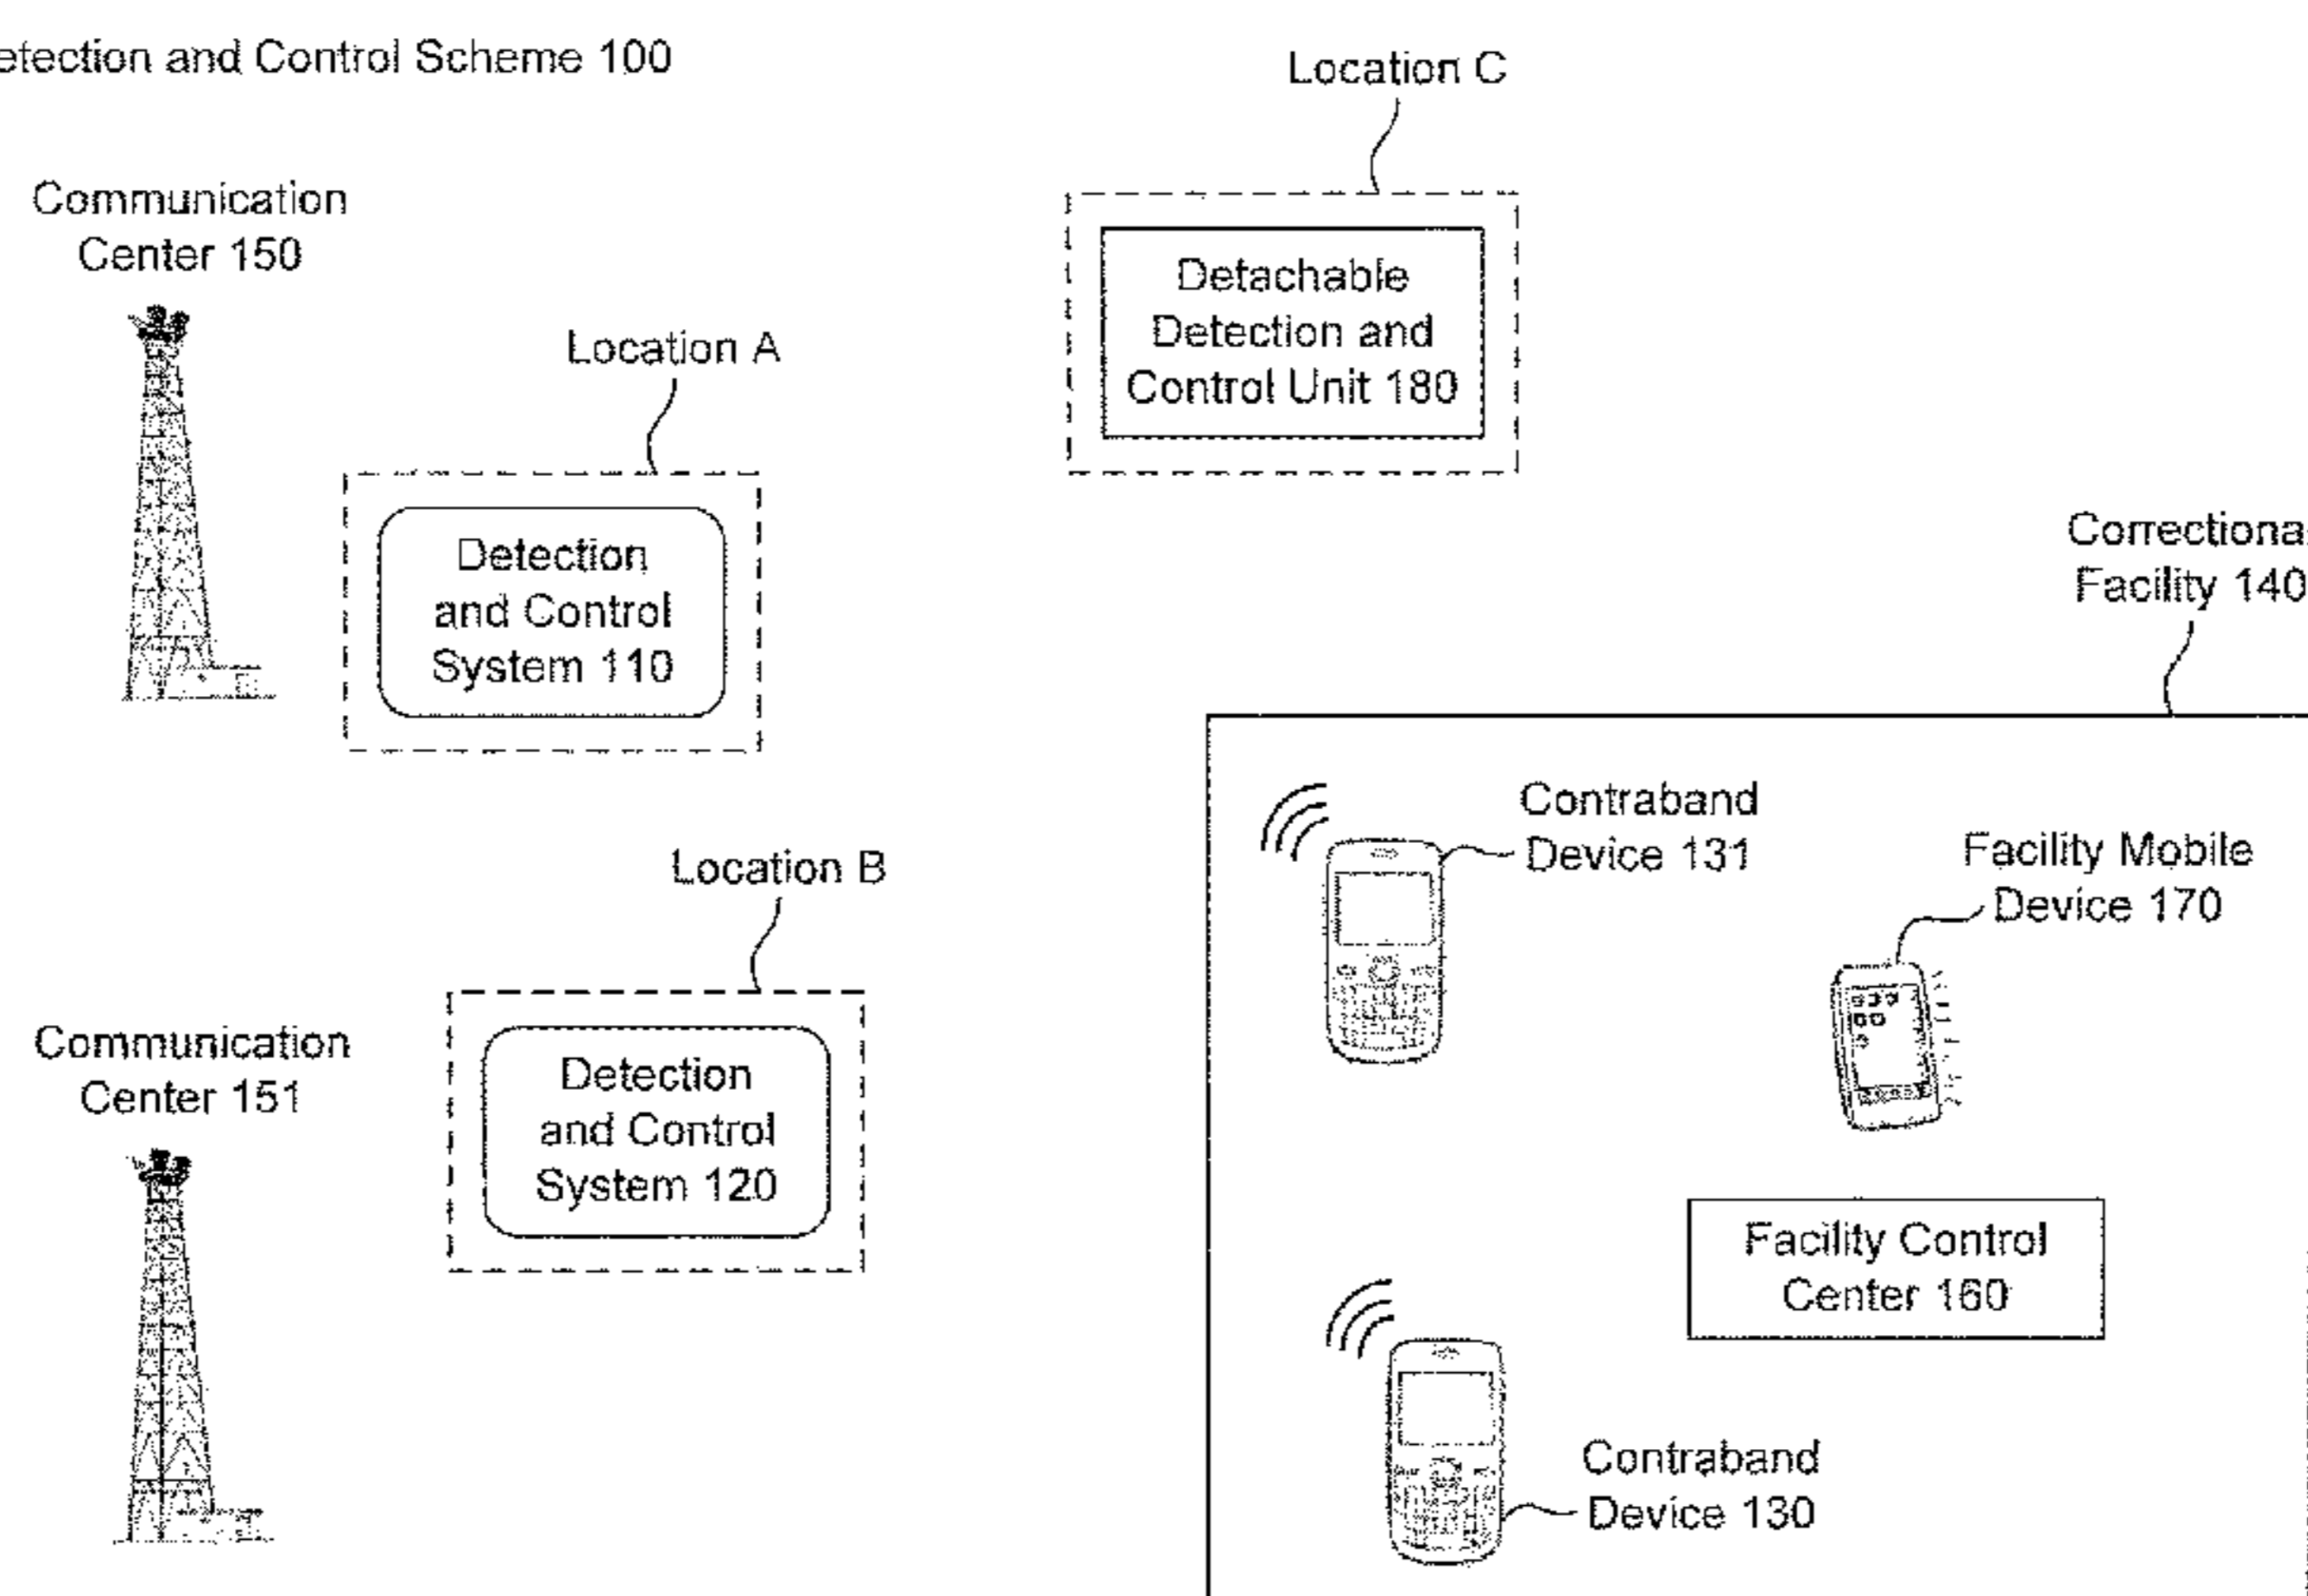 etection and Control Scheme 100
Location C
Communication
Center 150
Detachable
Detection and
Control Unit 180
Location A
Detection
and Control
System 110
Correctional
Facility 140
Contraband
Device 131
Facility Mobile
Device 170
Location B
Communication
Center 151
Detection
and Control
System 120
Facility Control
Center 160
Contraband
Device 130